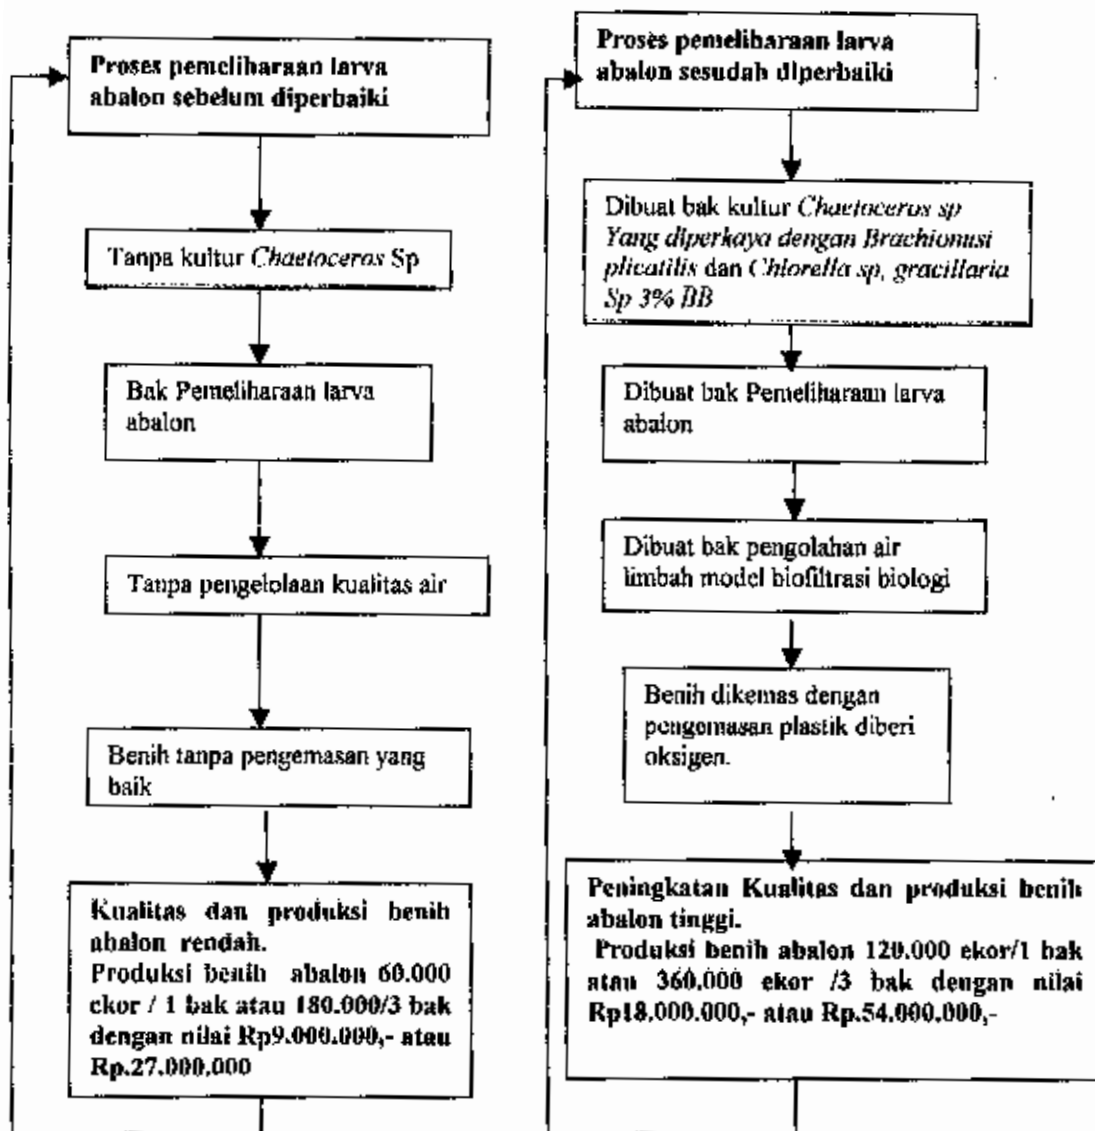 Proses pemeliharaan larva
abalon sebelum diperbaiki
Tanpa kultur Chaetoceros Sp
Bak Pemeliharaan larva
abalon
Tanpa pengelolaan kualitas air
Benih tanpa pengemasan yang
baik
Kualitas dan produksi benih
abalon rendah.
Produksi benih abalon 60.000
ekor / 1 bak atau 180.000/3 bak
dengan nilai Rp9.000.000,- atau
Rp.27.000.000
Proses pemeliharaan larva
abalon sesudah diperbaiki
Dibuat bak kultur Chaetoceros sp
Yang diperkaya dengan Brachionusi
plicatilis dan Chlorella sp, gracillaria
Sp 3% BB
Dibuat bak Pemeliharaan larva
abalon
Dibuat bak pengolahan air
limbah model biofiltrasi biologi
Benih dikemas dengan
pengemasan plastik diberi
oksigen.
Peningkatan Kualitas dan produksi benih
abalon tinggi.
Produksi benih abalon 120.000 ekor/1 bak
atau 360.000 ekor /3 bak dengan nilai
Rp18.000.000,- atau Rp.54.000.000,-